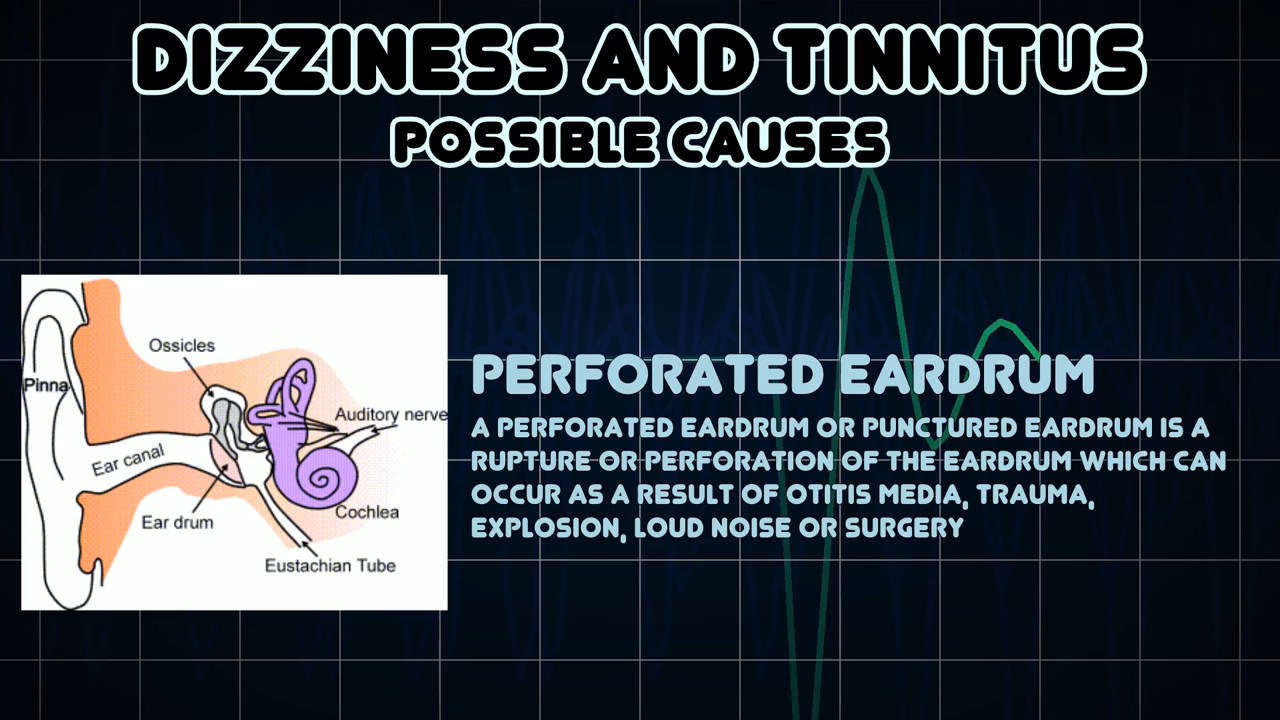 DIZZINESS AND TINNITUS
POSSIBLE CAUSES
Ossicles
Pinna
Auditory nerve
Ear canal
Ear drum
Cochlea
Eustachian Tube
PERFORATED EARDRUM
A PERFORATED EARDRUM OR PUNCTURED EARDRUM IS A
RUPTURE OR PERFORATION OF THE EARDRUM WHICH CAN
OCCUR AS A RESULT OF OTITIS MEDIA, TRAUMA,
EXPLOSION, LOUD NOISE OR SURGERY